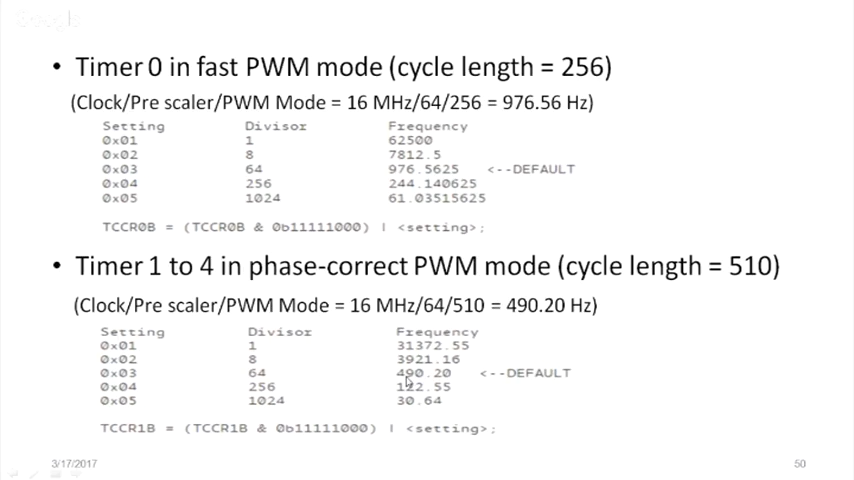 • Timer 0 in fast PWM mode (cycle length = 256)
(Clock/Pre scaler/PWM Mode = 16 MHz/64/256 = 976.56 Hz)
Setting Divisor Frequency
0x01 1 62500
0x02 8 7812.5
0x03 64 976.5625 <--DEFAULT
0x04 256 244.140625
0x05 1024 61.03515625
TCCR0B = (TCCR0B & 0b11111000) | <setting>;
• Timer 1 to 4 in phase-correct PWM mode (cycle length = 510)
(Clock/Pre scaler/PWM Mode = 16 MHz/64/510 = 490.20 Hz)
Setting Divisor Frequency
0x01 1 31372.55
0x02 8 3921.16
0x03 64 490.20 <--DEFAULT
0x04 256 122.55
0x05 1024 30.64
TCCR1B = (TCCR1B & 0b11111000) | <setting>;
3/17/2017 50